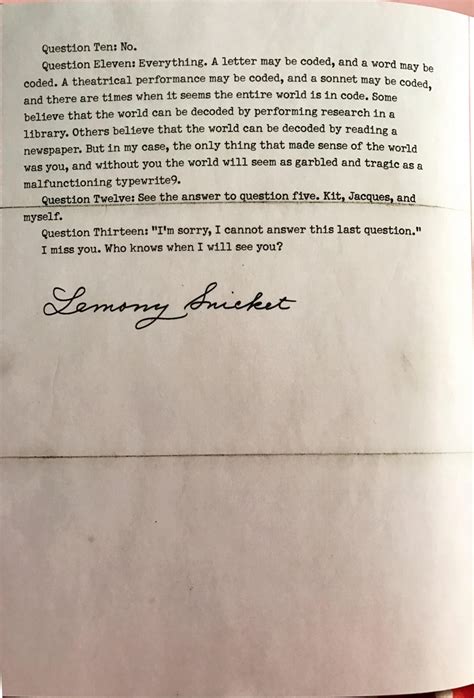 Question Ten: No.
Question Eleven: Everything. A letter may be coded, and a word may be
coded. A theatrical performance may be coded, and a sonnet may be coded,
and there are times when it seems the entire world is in code. Some
believe that the world can be decoded by performing research in a
library. Others believe that the world can be decoded by reading a
newspaper. But in my case, the only thing that made sense of the world
was you, and without you the world will seem as garbled and tragic as a
malfunctioning typewrite9.
Question Twelve: See the answer to question five. Kit, Jacques, and
myself.
Question Thirteen: "I'm sorry, I cannot answer this last question."
I miss you. Who knows when I will see you?
Lemony Snicket